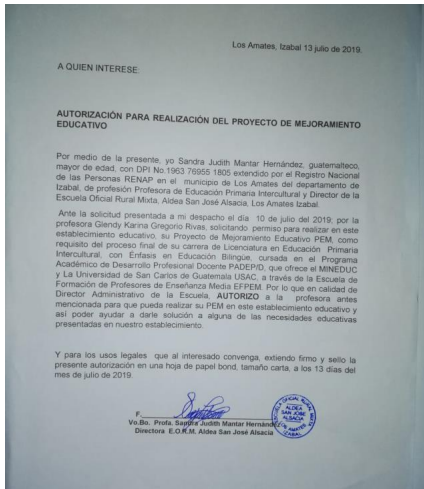 Los Amates, Izabal 13 julio de 2019.
A QUIEN INTERESE:
AUTORIZACIÓN PARA REALIZACIÓN DEL PROYECTO DE MEJORAMIENTO
EDUCATIVO
Por medio de la presente, yo Sandra Judith Mantar Hernández, guatemalteco,
mayor de edad, con DPI No.1963 76955 1805 extendido por el Registro Nacional
de las Personas RENAP en el municipio de Los Amates del departamento de
Izabal, de profesión Profesora de Educación Primaria Intercultural y Director de la
Escuela Oficial Rural Mixta, Aldea San José Alsacia, Los Amates Izabal.
Ante la solicitud presentada a mi despacho el día 10 de julio del 2019; por la
profesora Glendy Karina Gregorio Rivas, solicitando permiso para realizar en este
establecimiento educativo, su Proyecto de Mejoramiento Educativo PEM, como
requisito del proceso final de su carrera de Licenciatura en Educación Primaria
Intercultural, con Énfasis en Educación Bilingüe, cursada en el Programa
Académico de Desarrollo Profesional Docente PADEP/D, que ofrece el MINEDUC
y La Universidad de San Carlos de Guatemala USAC, a través de la Escuela de
Formación de Profesores de Enseñanza Media EFPEM. Por lo que en calidad de
Director Administrativo de la Escuela, AUTORIZO a la profesora antes
mencionada para que pueda realizar su PEM en este establecimiento educativo y
así poder ayudar a darle solución a alguna de las necesidades educativas
presentadas en nuestro establecimiento.
Y para los usos legales que al interesado convenga, extiendo firmo y sello la
presente autorización en una hoja de papel bond, tamaño carta, a los 13 días del
mes de julio de 2019.
F.
Vo.Bo. Profa. Sandra Judith Mantar Hernández
Directora E.O.R.M. Aldea San José Alsacia
ESCUELA OFICIAL RURAL MIXTA
ALDEA
SAN JOSE
ALSACIA
LOS AMATES
IZABAL